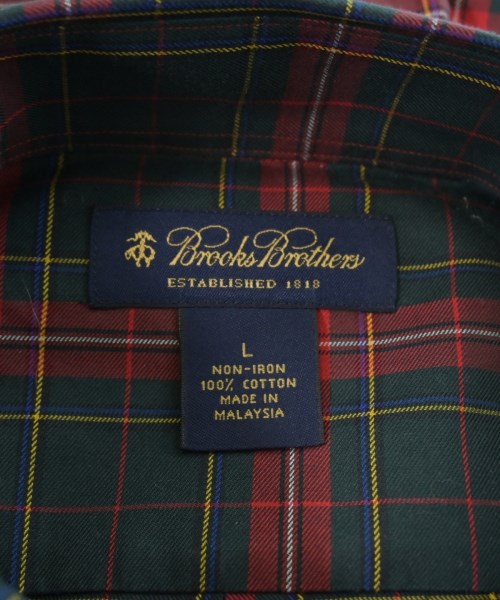 Brooks Brothers
ESTABLISHED 1818
L
NON-IRON
100% COTTON
MADE IN
MALAYSIA